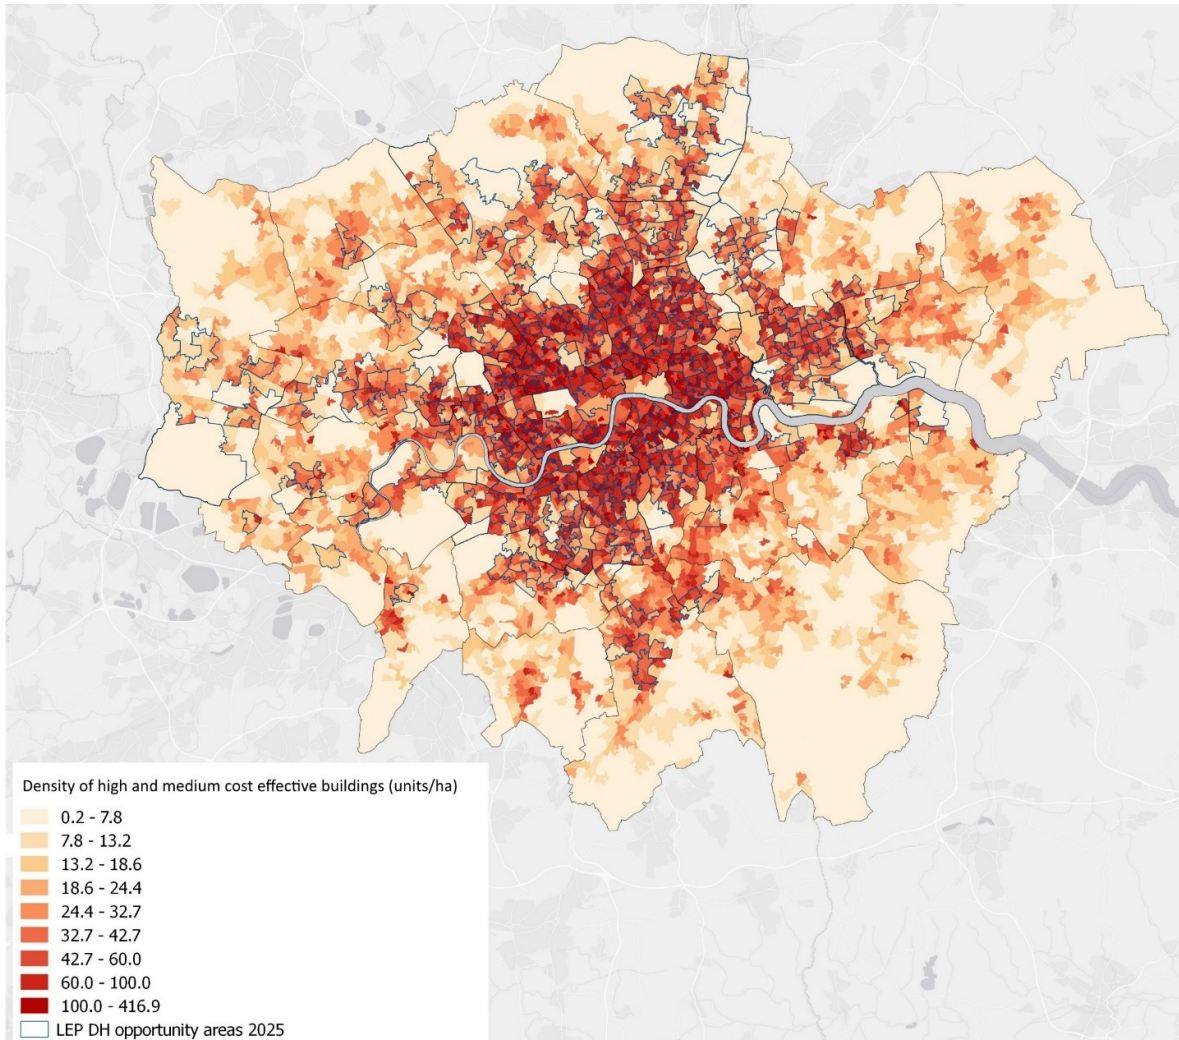 Density of high and medium cost effective buildings (units/ha)
0.2 - 7.8
7.8 - 13.2
13.2 - 18.6
18.6 - 24.4
24.4 - 32.7
32.7 - 42.7
42.7 - 60.0
60.0 - 100.0
100.0 - 416.9
LEP DH opportunity areas 2025